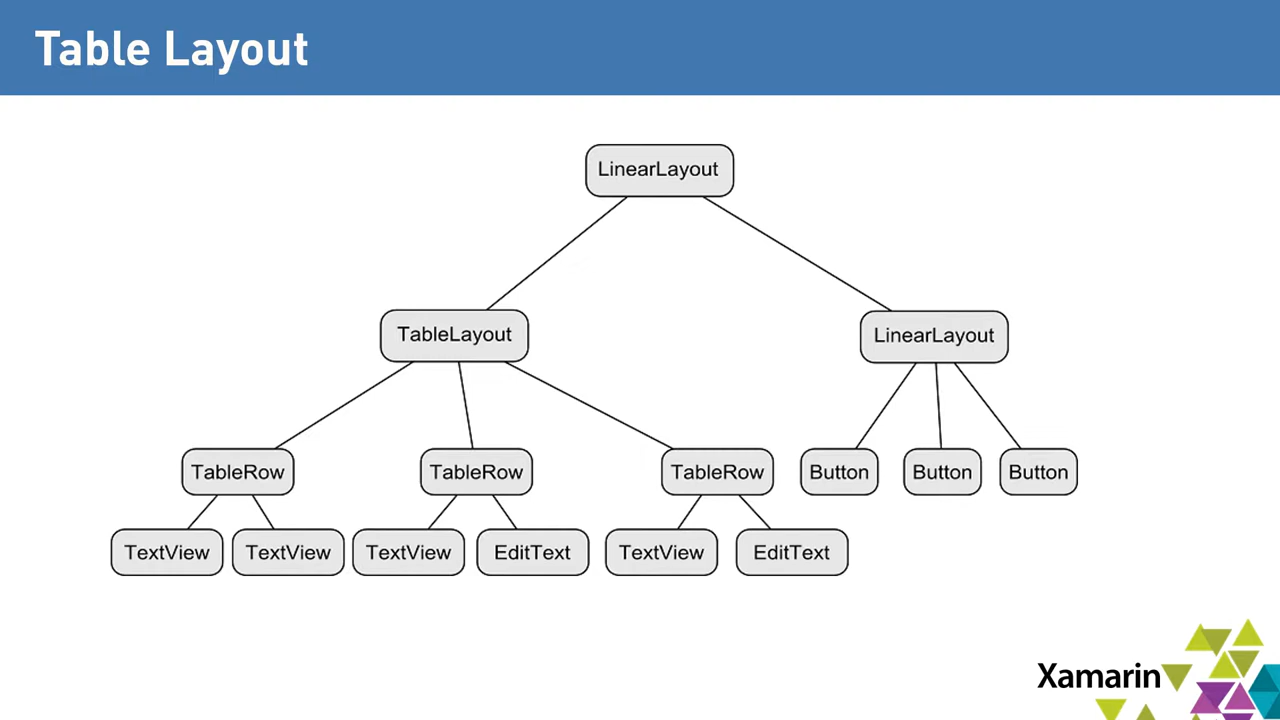 Table Layout
LinearLayout
TableLayout
LinearLayout
TableRow
TableRow
TableRow
Button
Button
Button
TextView
TextView
TextView
EditText
TextView
EditText
Xamarin